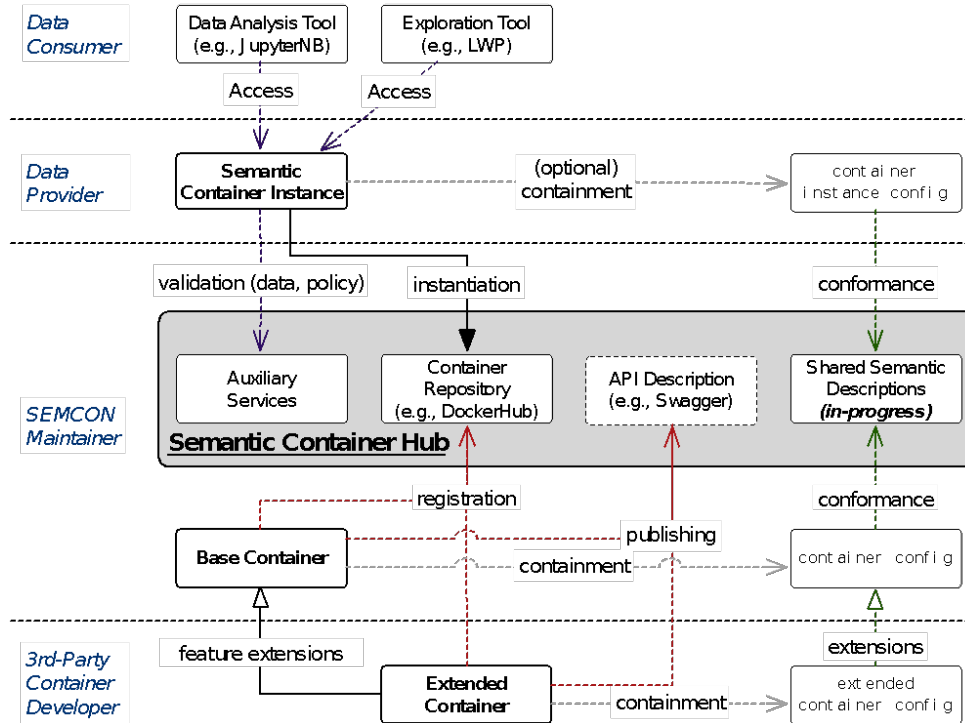 Data
Consumer
Data Analysis Tool
(e.g., JupyterNB)
Exploration Tool
(e.g., LWP)
Access
Access
Data
Provider
Semantic
Container Instance
(optional)
containment
container
instance config
validation (data, policy)
instantiation
conformance
SEMCON
Maintainer
Auxiliary
Services
Container
Repository
(e.g., DockerHub)
API Description
(e.g., Swagger)
Shared Semantic
Descriptions
(in-progress)
Semantic Container Hub
registration
conformance
publishing
Base Container
containment
container config
3rd-Party
Container
Developer
feature extensions
extensions
Extended
Container
containment
extended
container config